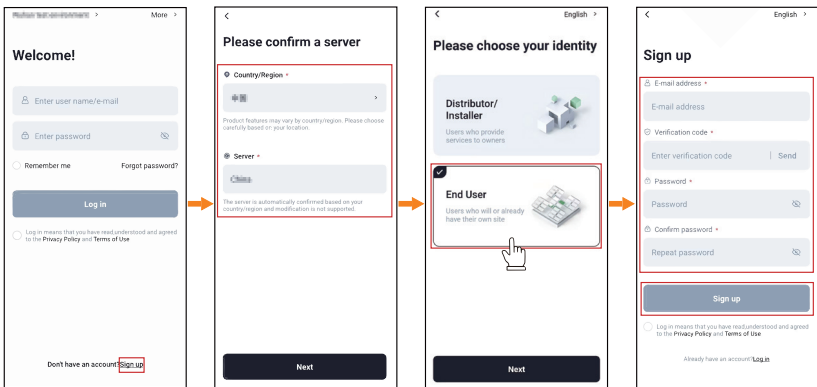 More >
Welcome!
Enter user name/e-mail
Enter password
Remember me
Forgot password?
Log in
Log in means that you have read,understood and agreed
to the Privacy Policy and Terms of Use
Don't have an account?Sign up
Please confirm a server
Country/Region *
Product features may vary by country/region. Please choose
carefully based on your location.
Server *
The server is automatically confirmed based on your
country/region and modification is not supported.
Next
English >
Please choose your identity
Distributor/
Installer
Users who provide
services to owners
End User
Users who will or already
have their own site
Next
English >
Sign up
E-mail address *
E-mail address
Verification code *
Enter verification code | Send
Password *
Password
Confirm password *
Repeat password
Sign up
Log in means that you have read,understood and agreed
to the Privacy Policy and Terms of Use
Already have an account?Log in